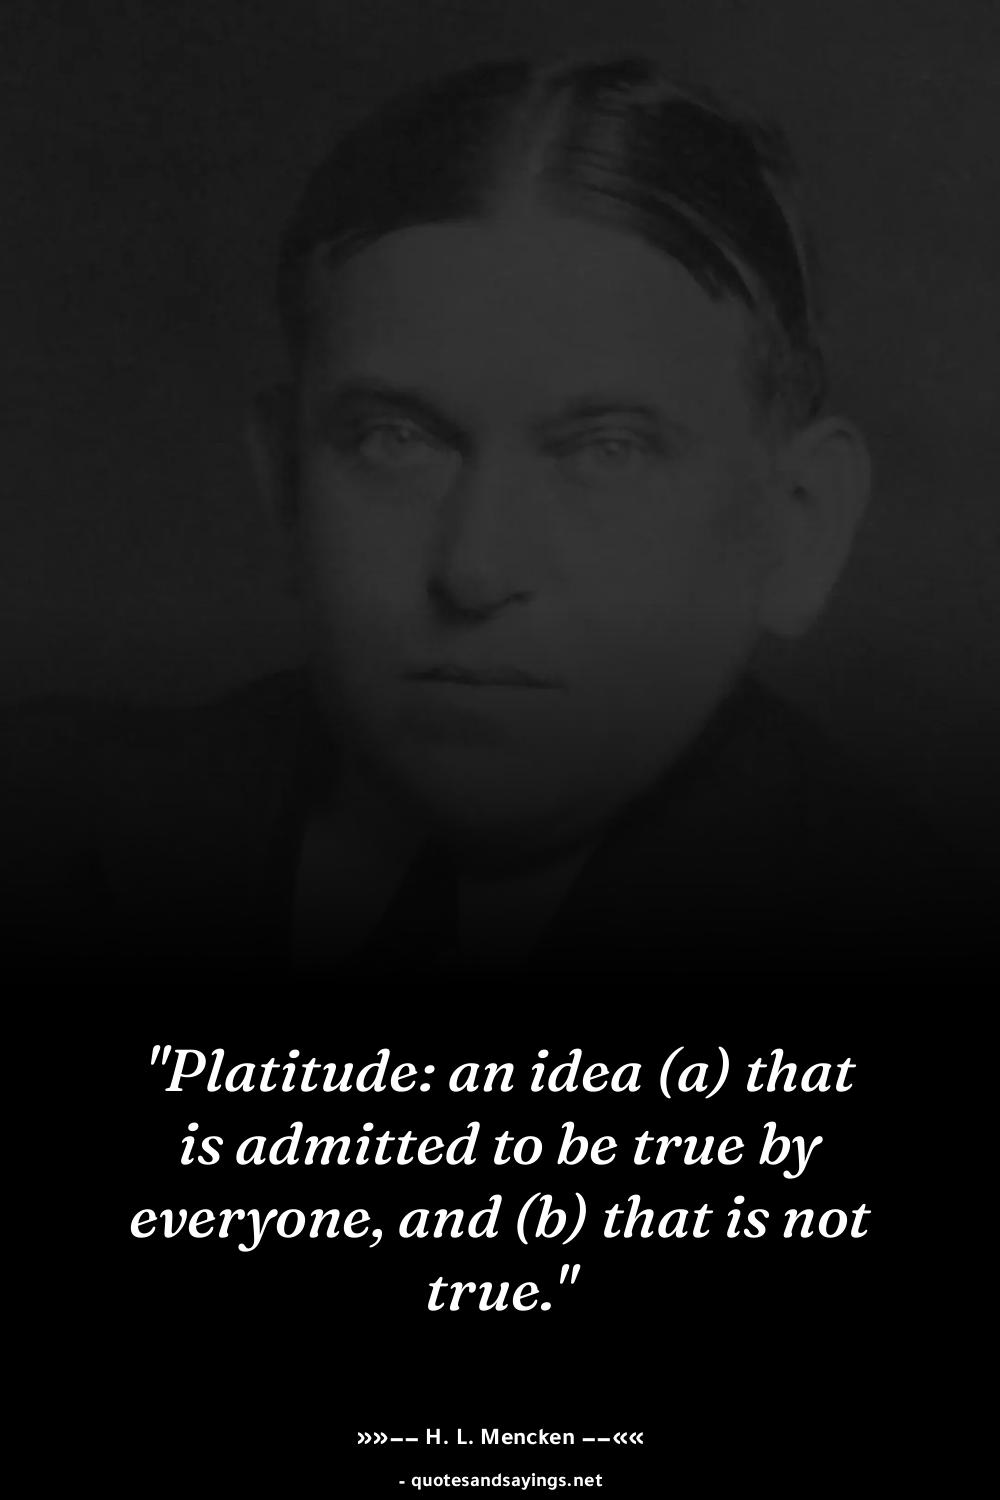 "Platitude: an idea (a) that
is admitted to be true by
everyone, and (b) that is not
true."
»»–– H. L. Mencken ––««
- quotesandsayings.net